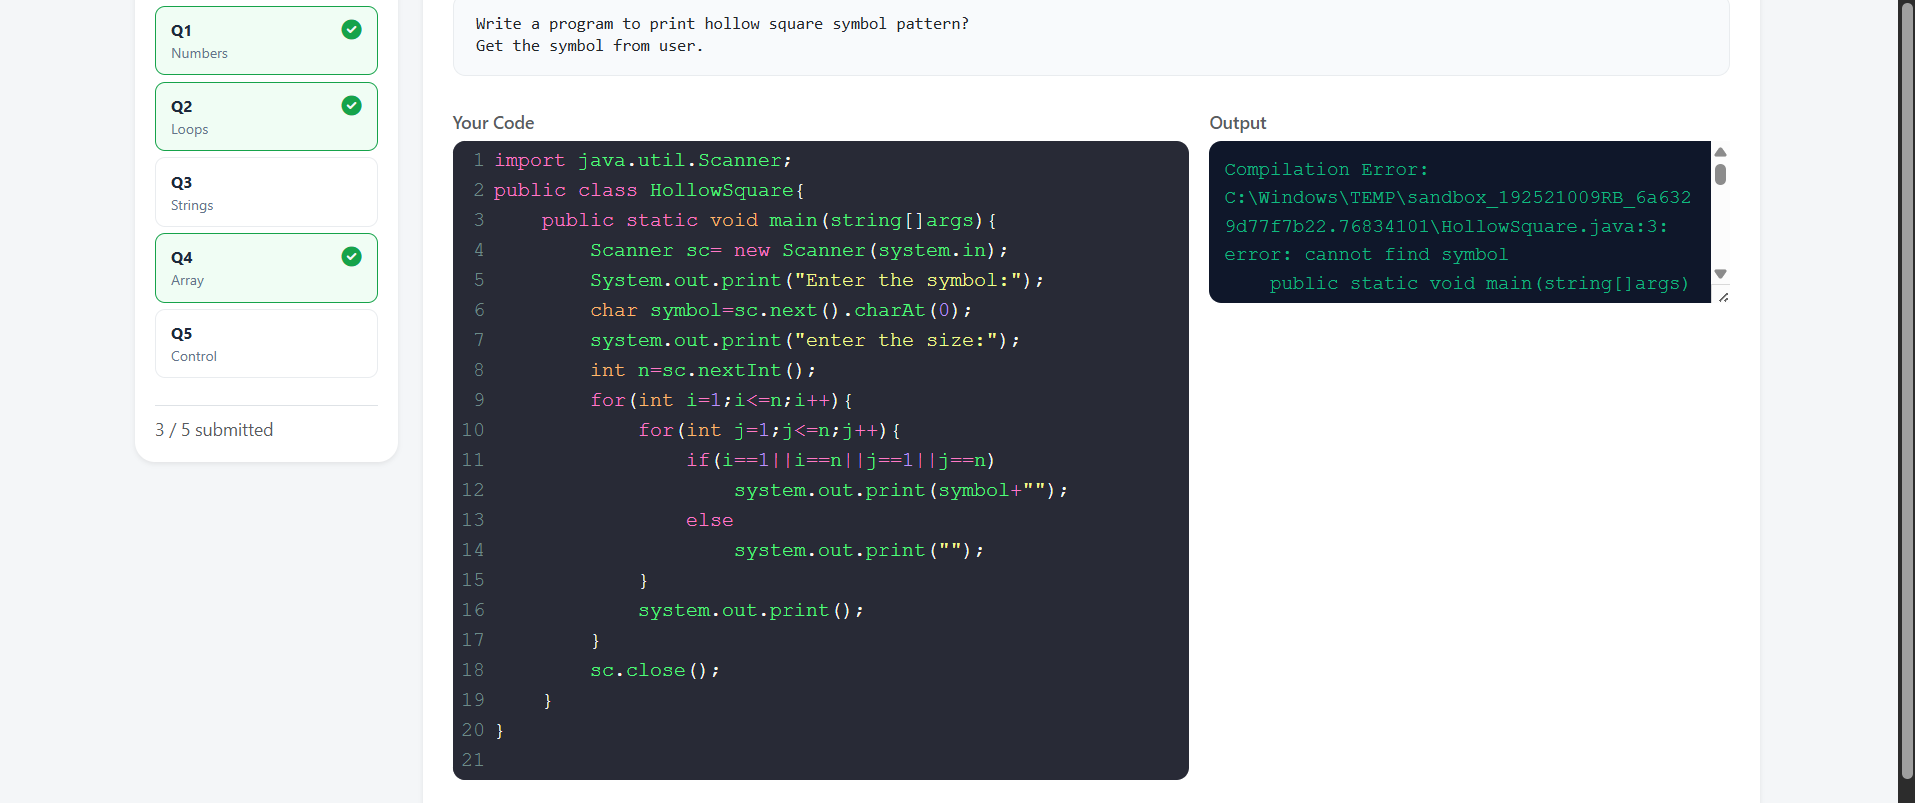 Q1
Numbers
Q2
Loops
Q3
Strings
Q4
Array
Q5
Control
3 / 5 submitted
Write a program to print hollow square symbol pattern?
Get the symbol from user.
Your Code
1 import java.util.Scanner;
2 public class HollowSquare{
3     public static void main(string[]args){
4         Scanner sc= new Scanner(system.in);
5         System.out.print("Enter the symbol:");
6         char symbol=sc.next().charAt(0);
7         system.out.print("enter the size:");
8         int n=sc.nextInt();
9         for(int i=1;i<=n;i++){
10             for(int j=1;j<=n;j++){
11                 if(i==1||i==n||j==1||j==n)
12                     system.out.print(symbol+"");
13                 else
14                     system.out.print("");
15             }
16             system.out.print();
17         }
18         sc.close();
19     }
20 }
21
Output
Compilation Error:
C:\Windows\TEMP\sandbox_192521009RB_6a632
9d77f7b22.76834101\HollowSquare.java:3:
error: cannot find symbol
    public static void main(string[]args)